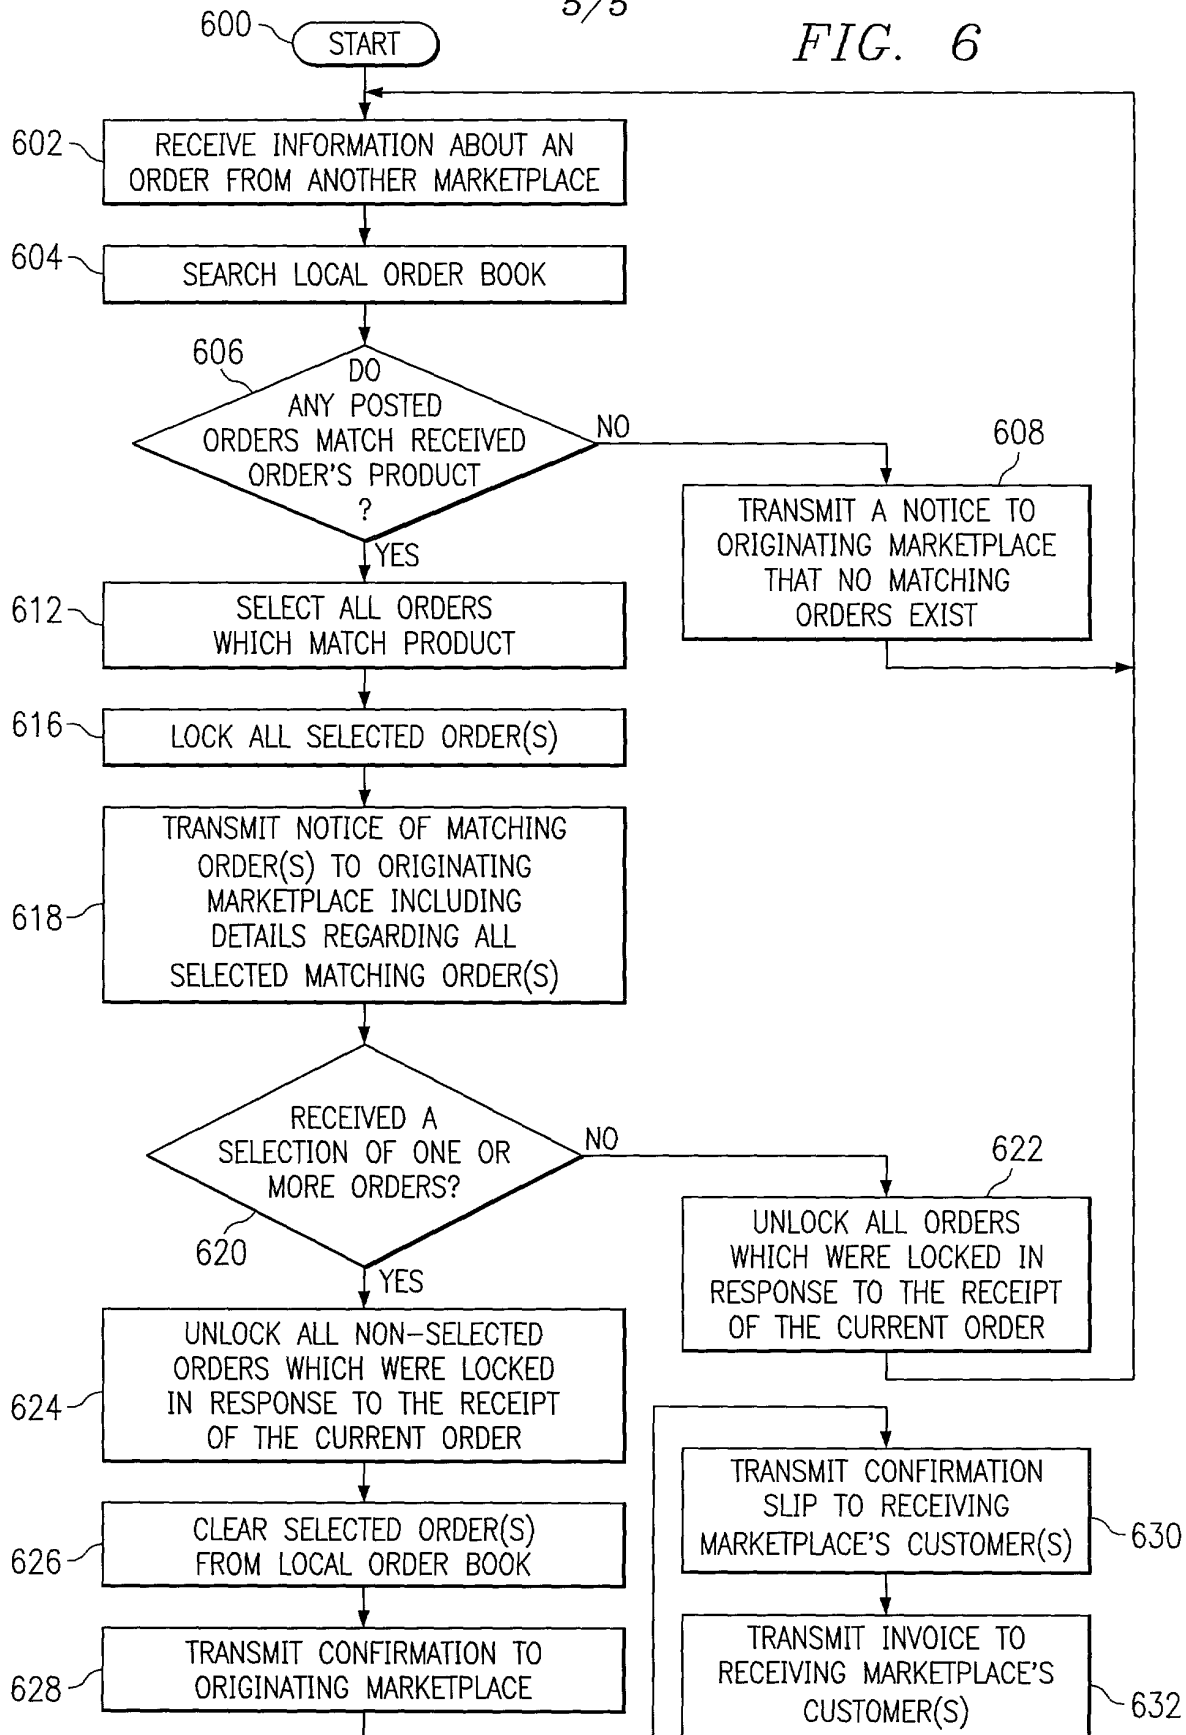 5/5
FIG. 6
600
START
602
RECEIVE INFORMATION ABOUT AN
ORDER FROM ANOTHER MARKETPLACE
604
SEARCH LOCAL ORDER BOOK
606
DO
ANY POSTED
ORDERS MATCH RECEIVED
ORDER'S PRODUCT
?
NO
YES
608
TRANSMIT A NOTICE TO
ORIGINATING MARKETPLACE
THAT NO MATCHING
ORDERS EXIST
612
SELECT ALL ORDERS
WHICH MATCH PRODUCT
616
LOCK ALL SELECTED ORDER(S)
618
TRANSMIT NOTICE OF MATCHING
ORDER(S) TO ORIGINATING
MARKETPLACE INCLUDING
DETAILS REGARDING ALL
SELECTED MATCHING ORDER(S)
RECEIVED A
SELECTION OF ONE OR
MORE ORDERS?
620
NO
YES
622
UNLOCK ALL ORDERS
WHICH WERE LOCKED IN
RESPONSE TO THE RECEIPT
OF THE CURRENT ORDER
624
UNLOCK ALL NON-SELECTED
ORDERS WHICH WERE LOCKED
IN RESPONSE TO THE RECEIPT
OF THE CURRENT ORDER
626
CLEAR SELECTED ORDER(S)
FROM LOCAL ORDER BOOK
628
TRANSMIT CONFIRMATION TO
ORIGINATING MARKETPLACE
TRANSMIT CONFIRMATION
SLIP TO RECEIVING
MARKETPLACE'S CUSTOMER(S)
630
TRANSMIT INVOICE TO
RECEIVING MARKETPLACE'S
CUSTOMER(S)
632